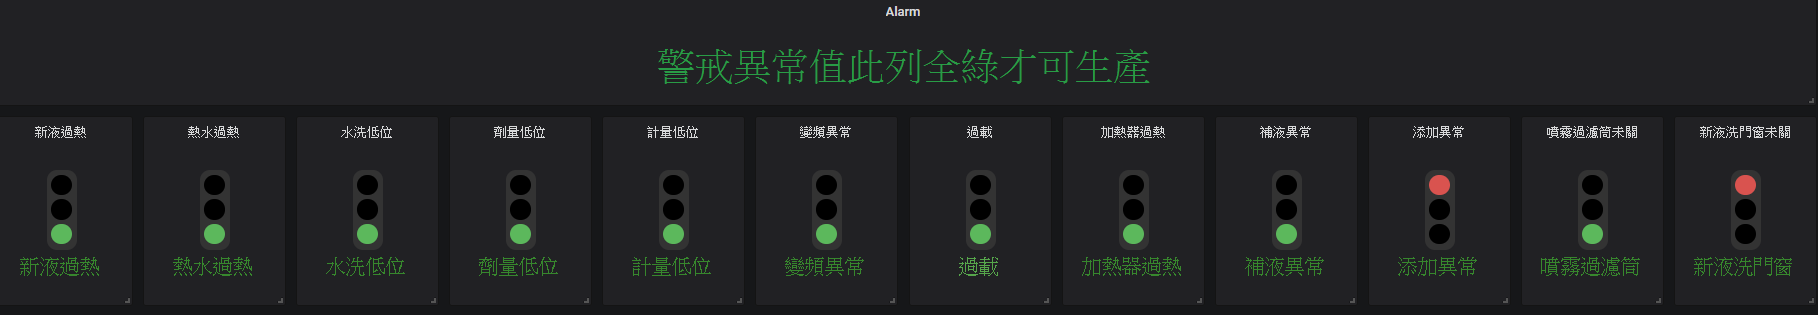 Alarm
警戒異常值此列全綠才可生產
新液過熱
熱水過熱
水洗低位
劑量低位
計量低位
變頻異常
過載
加熱器過熱
補液異常
添加異常
噴霧過濾筒未關
新液洗門窗未關
新液過熱
熱水過熱
水洗低位
劑量低位
計量低位
變頻異常
過載
加熱器過熱
補液異常
添加異常
噴霧過濾筒
新液洗門窗